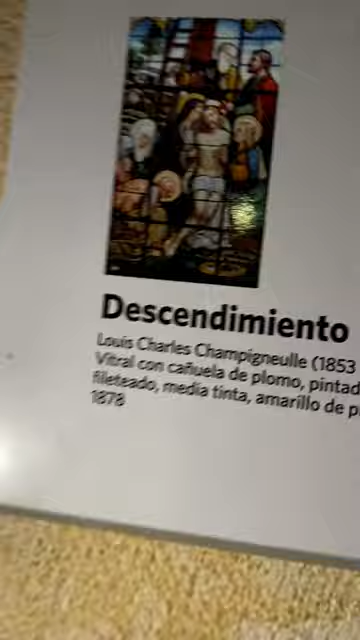 Descendimiento
Louis Charles Champigneulle (1853
Vitral con cañuela de plomo, pintad
fileteado, media tinta, amarillo de p
1878